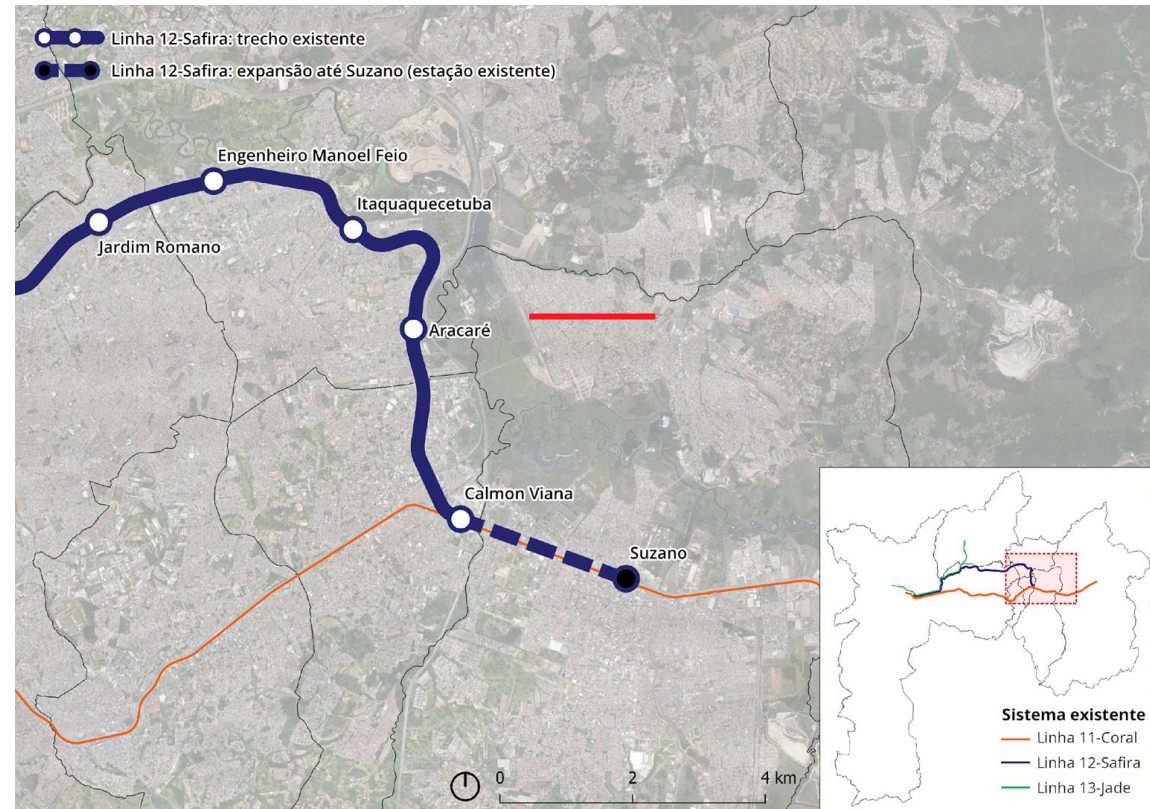 Linha 12-Safira: trecho existente
Linha 12-Safira: expansão até Suzano (estação existente)
Engenheiro Manoel Feio
Itaquaquecetuba
Jardim Romano
Aracaré
Calmon Viana
Suzano
0 2 4 km
Sistema existente
Linha 11-Coral
Linha 12-Safira
Linha 13-Jade